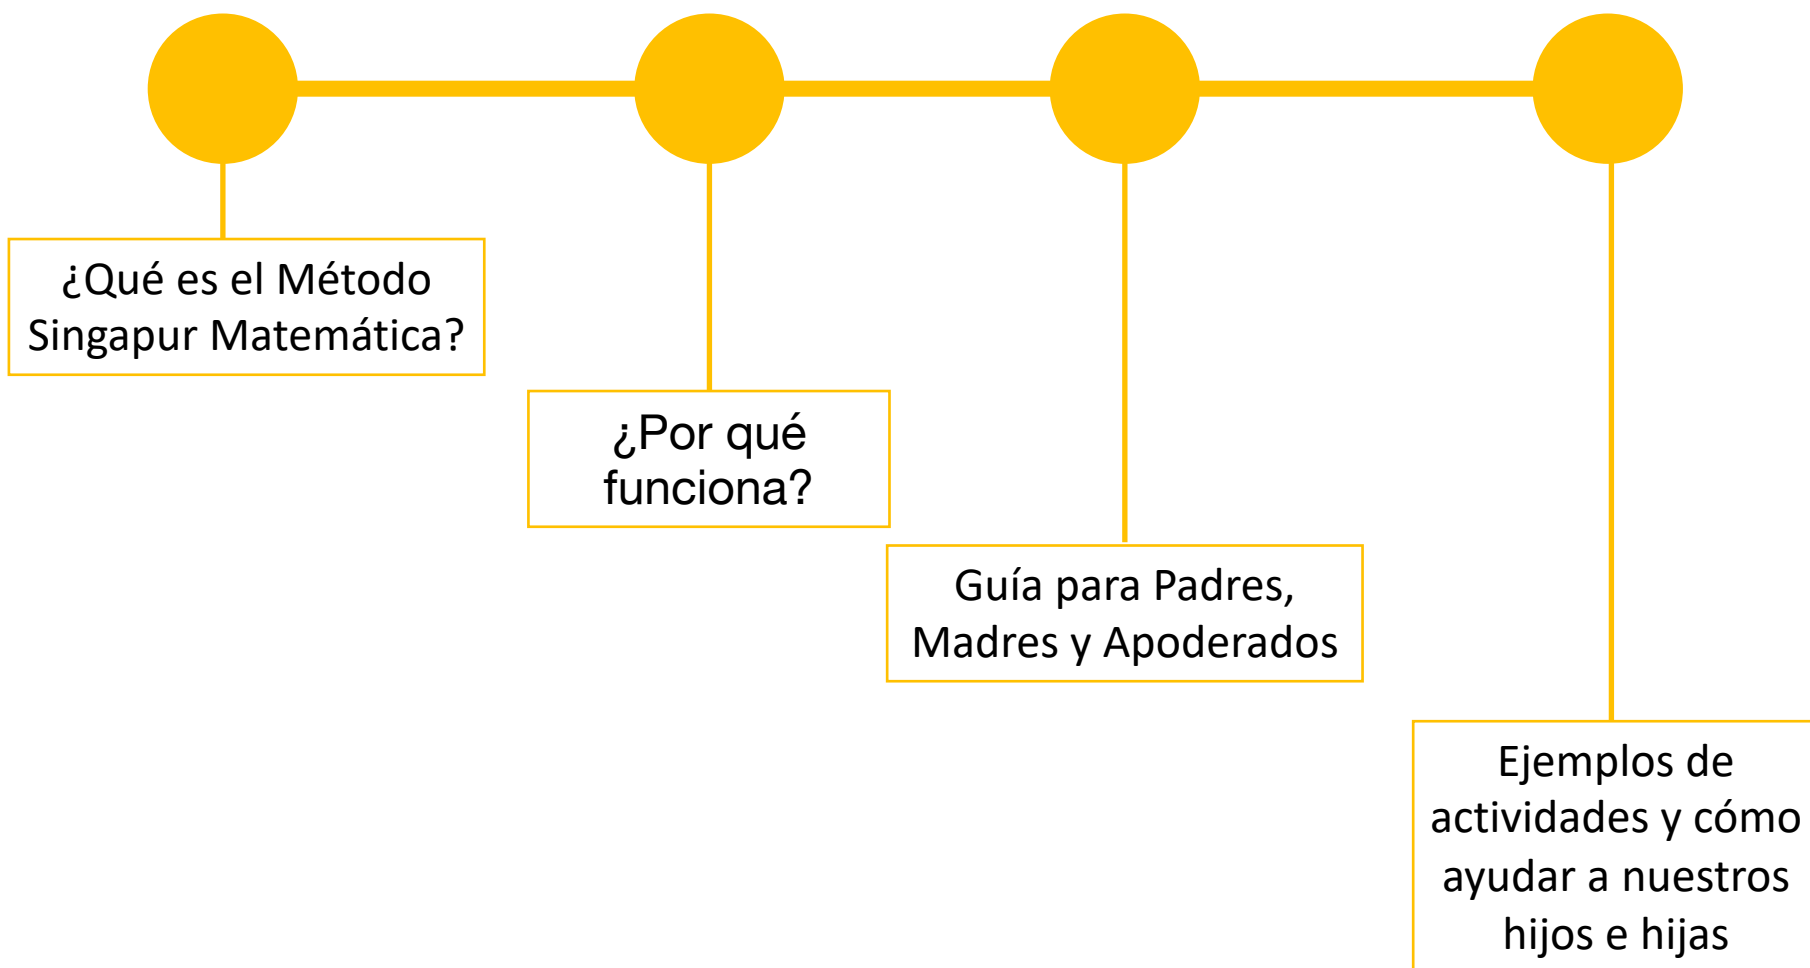 ¿Qué es el Método
Singapur Matemática?
¿Por qué
funciona?
Guía para Padres,
Madres y Apoderados
Ejemplos de
actividades y cómo
ayudar a nuestros
hijos e hijas